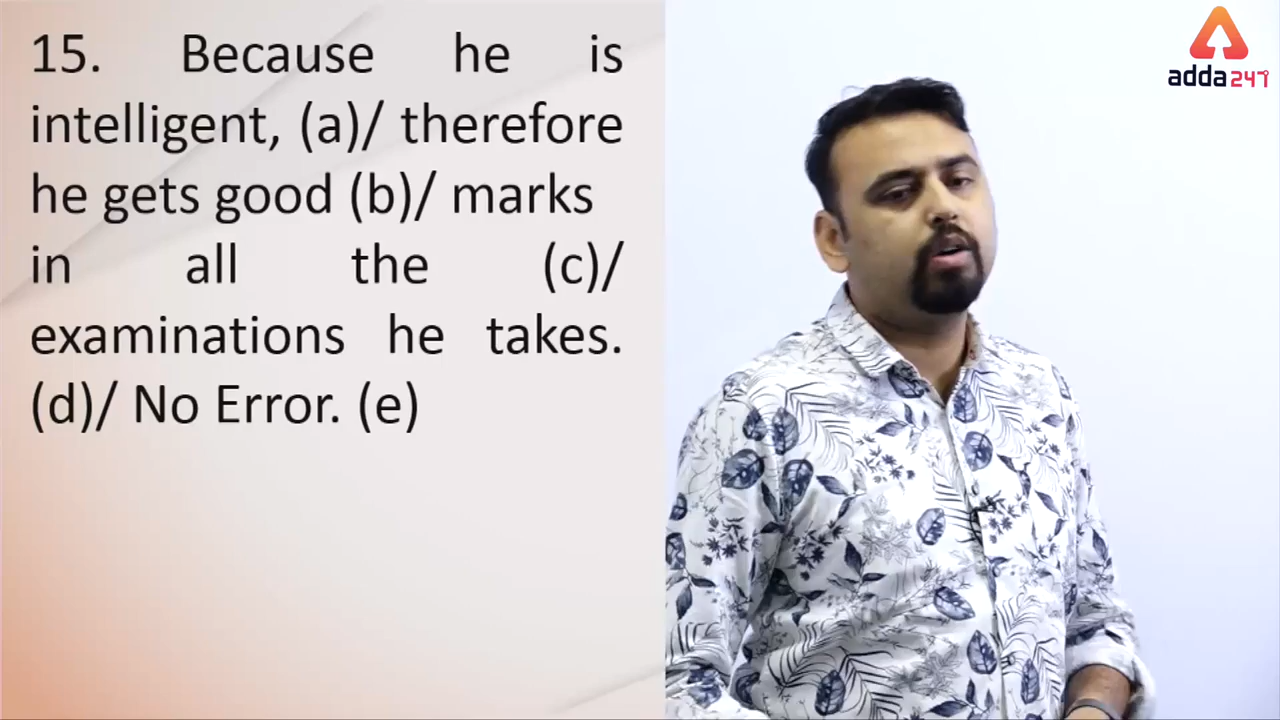 15. Because he is
intelligent, (a)/ therefore
he gets good (b)/ marks
in all the (c)/
examinations he takes.
(d)/ No Error. (e)
adda247